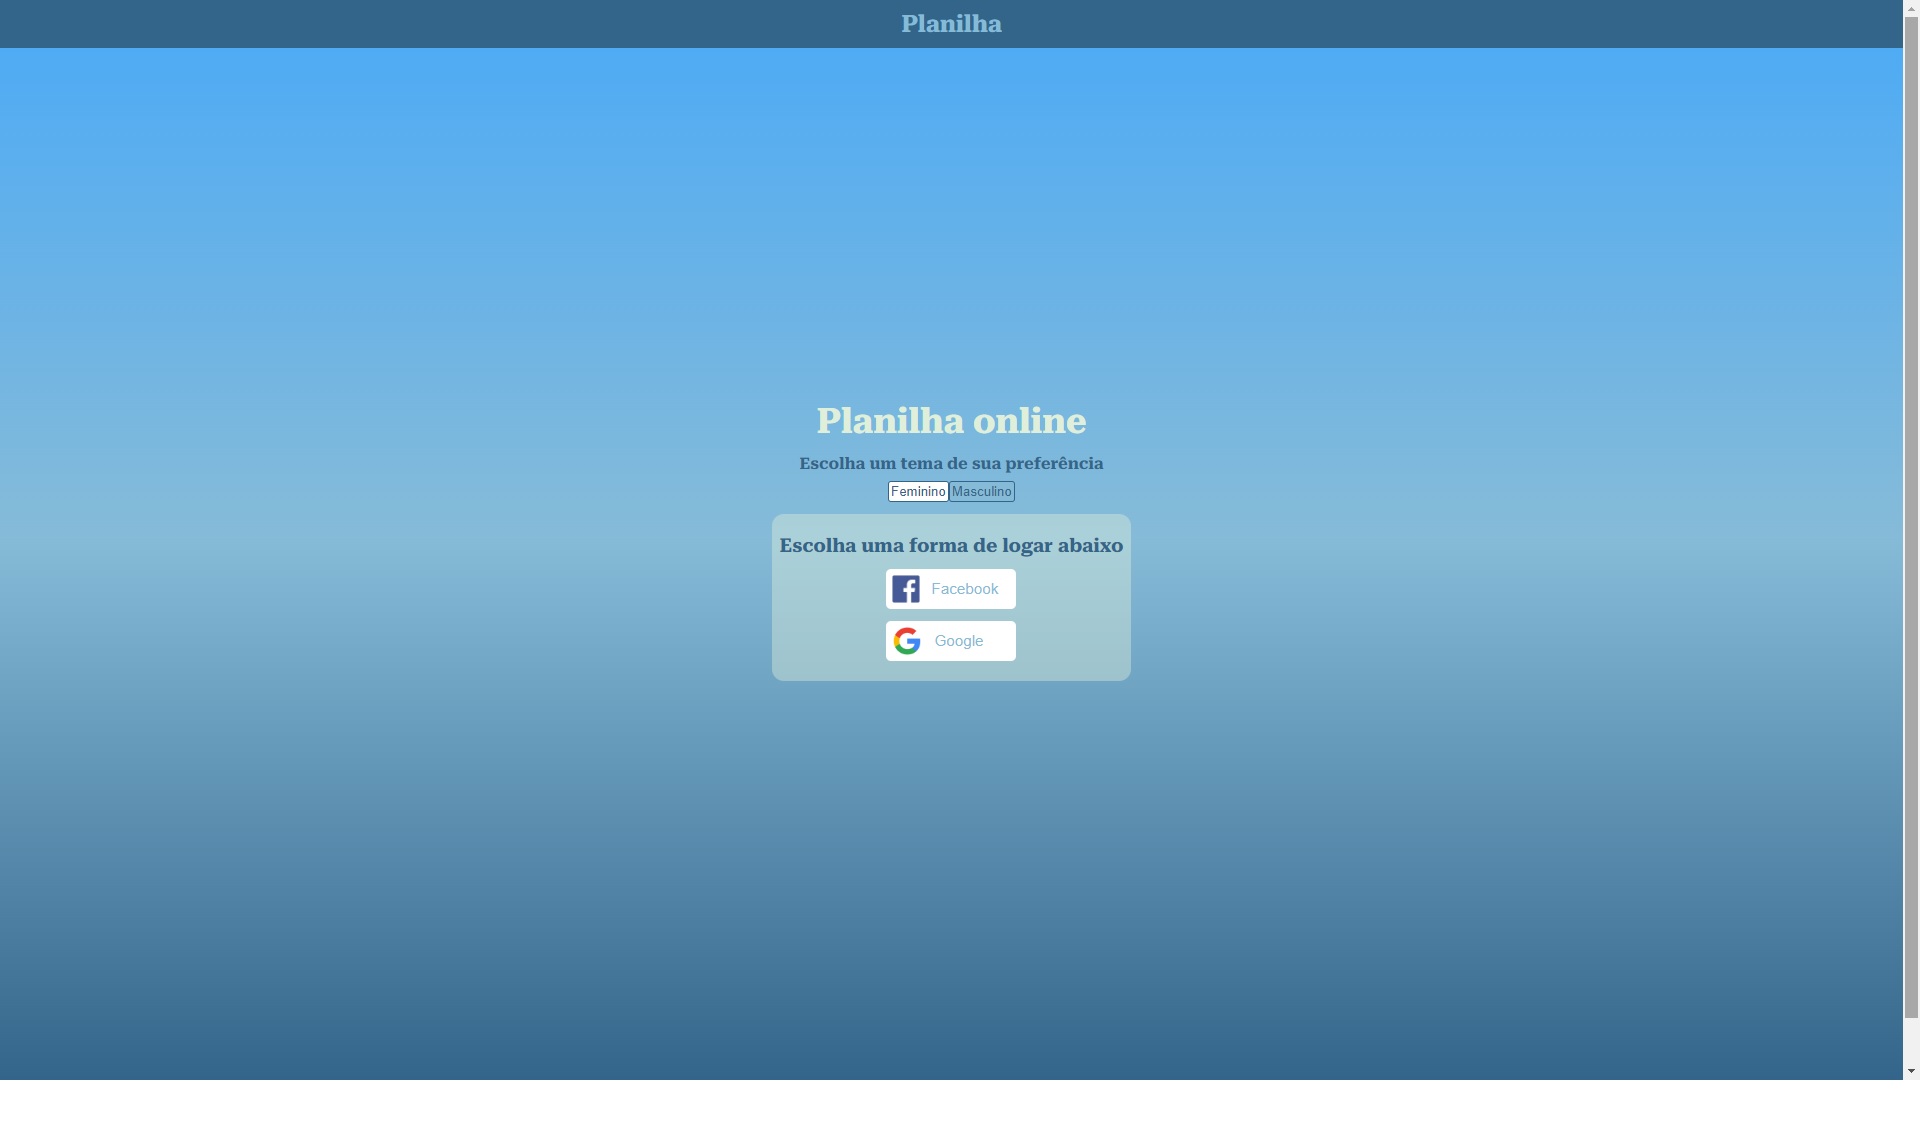 Planilha
Planilha online
Escolha um tema de sua preferência
Feminino Masculino
Escolha uma forma de logar abaixo
Facebook
Google